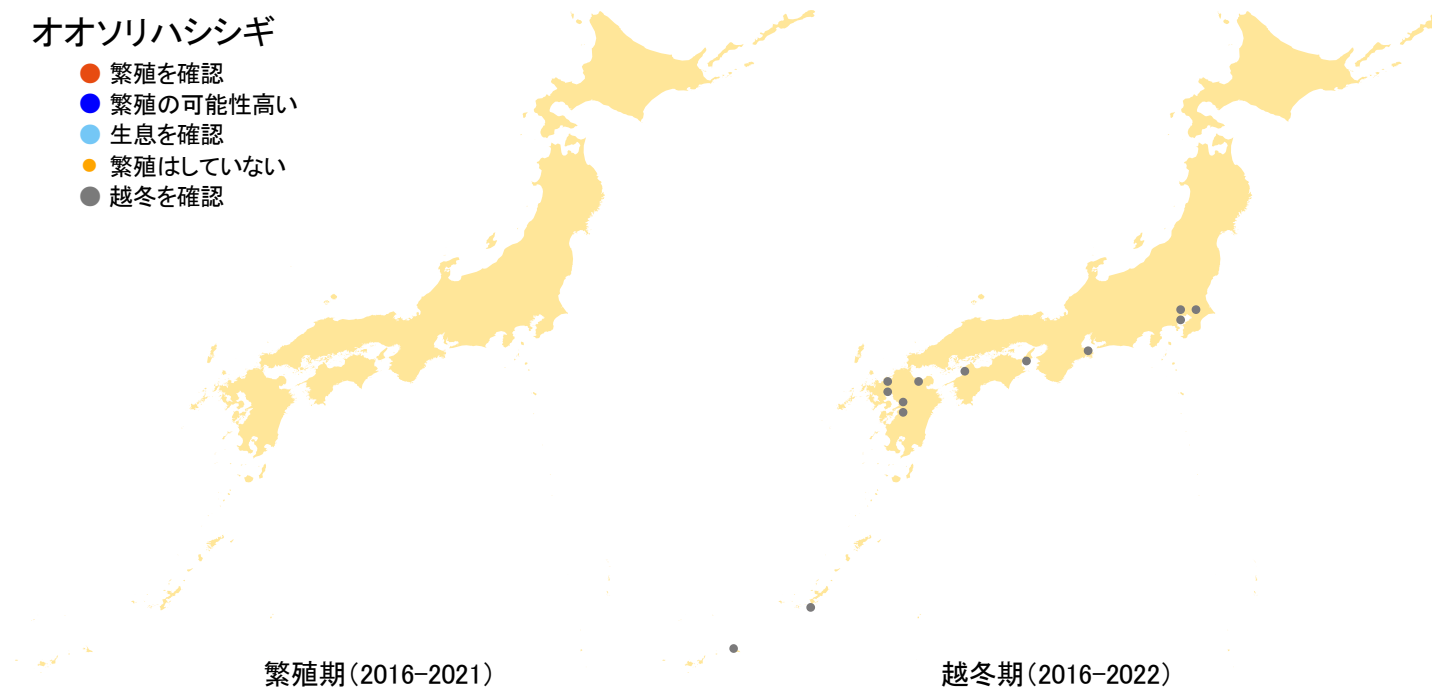 オオソリハシシギ
繁殖を確認
繁殖の可能性高い
生息を確認
繁殖はしていない
越冬を確認
繁殖期（2016-2021）
越冬期（2016-2022）